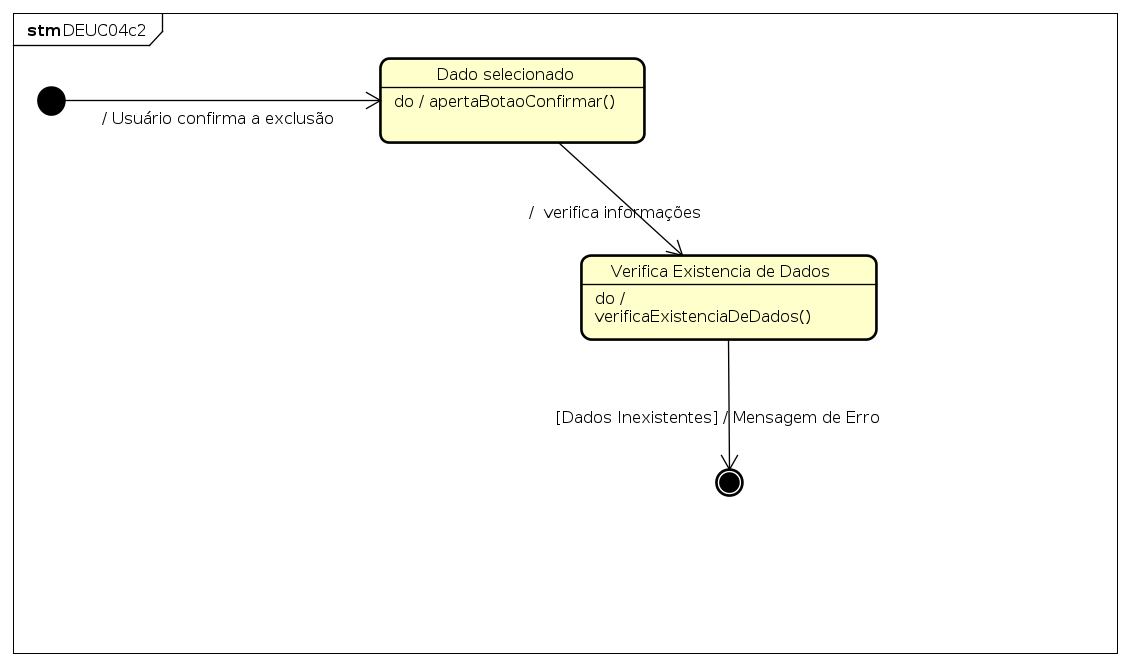 stm DEUC04c2
Dado selecionado
do / apertaBotaoConfirmar()
/ Usuário confirma a exclusão
/ verifica informações
Verifica Existencia de Dados
do /
verificaExistenciaDeDados()
[Dados Inexistentes] / Mensagem de Erro